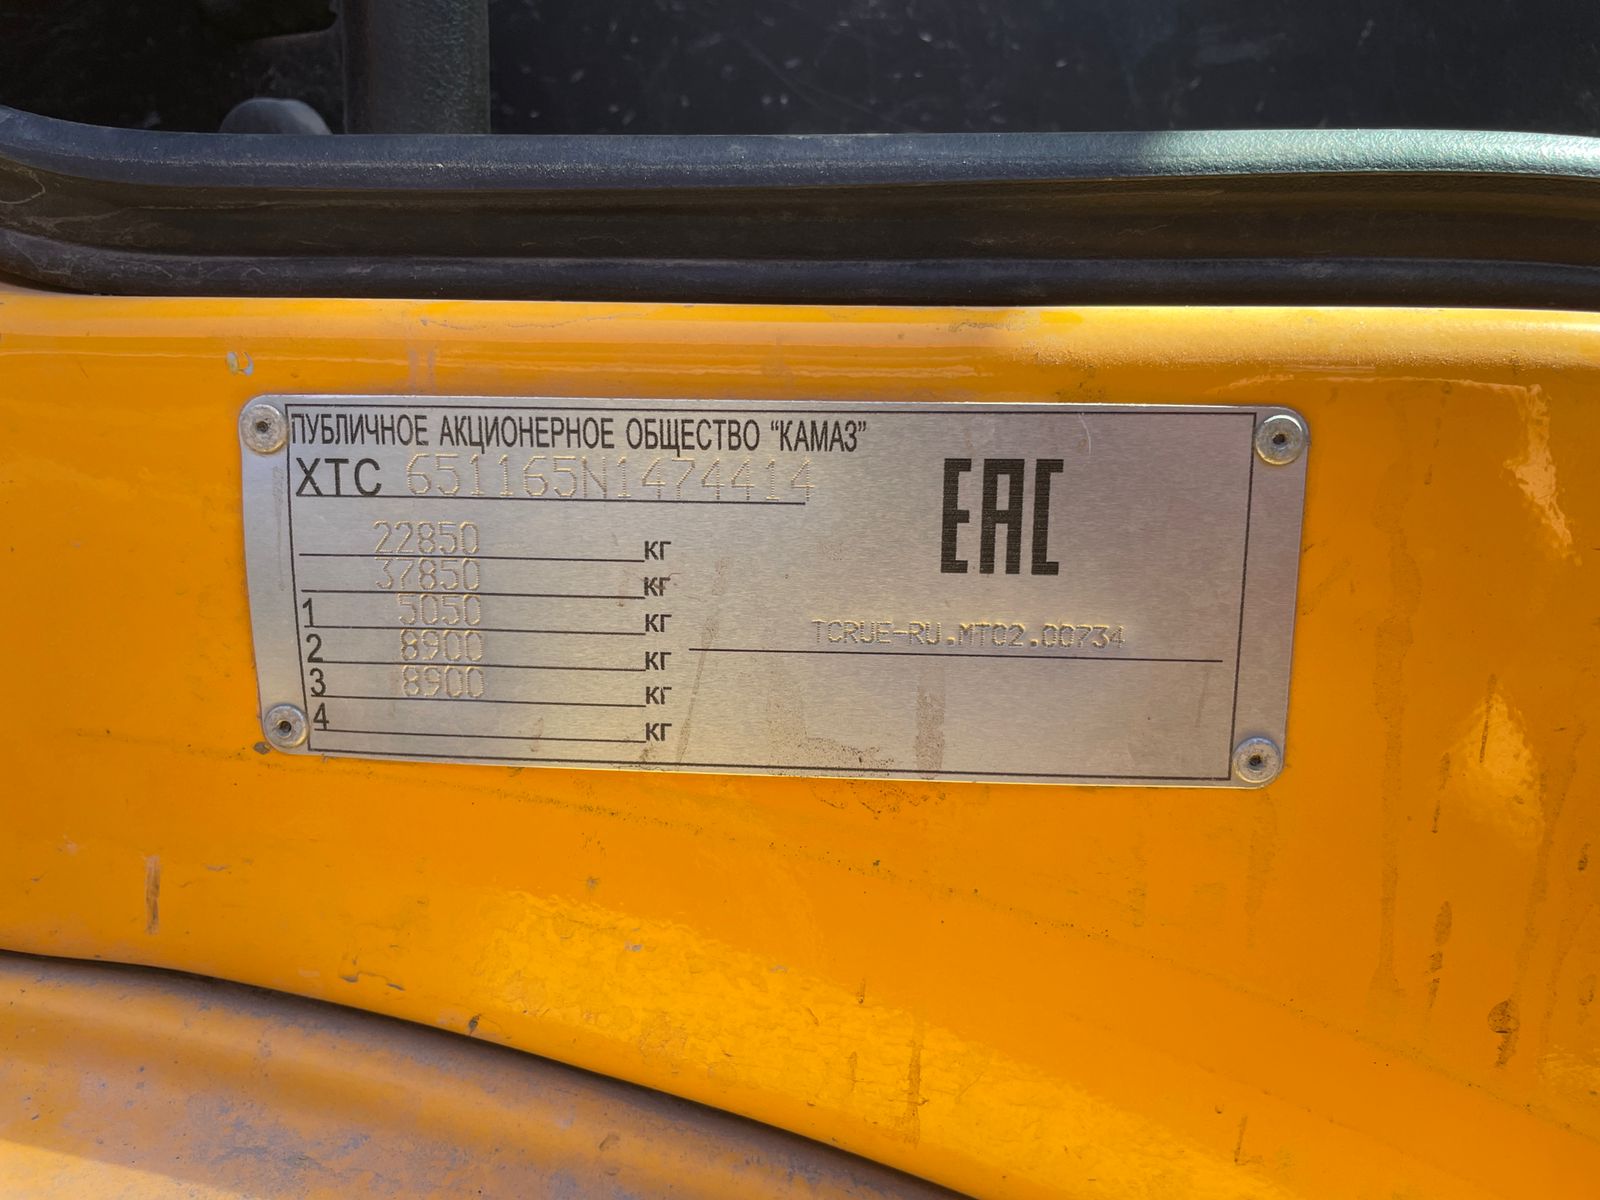 ПУБЛИЧНОЕ АКЦИОНЕРНОЕ ОБЩЕСТВО "КАМАЗ"
XTC 651165N1474414
EAC
22850 кг
37850 кг
1 5050 кг
TCRUE-RU.MT02.00734
2 8900 кг
3 8900 кг
4 кг